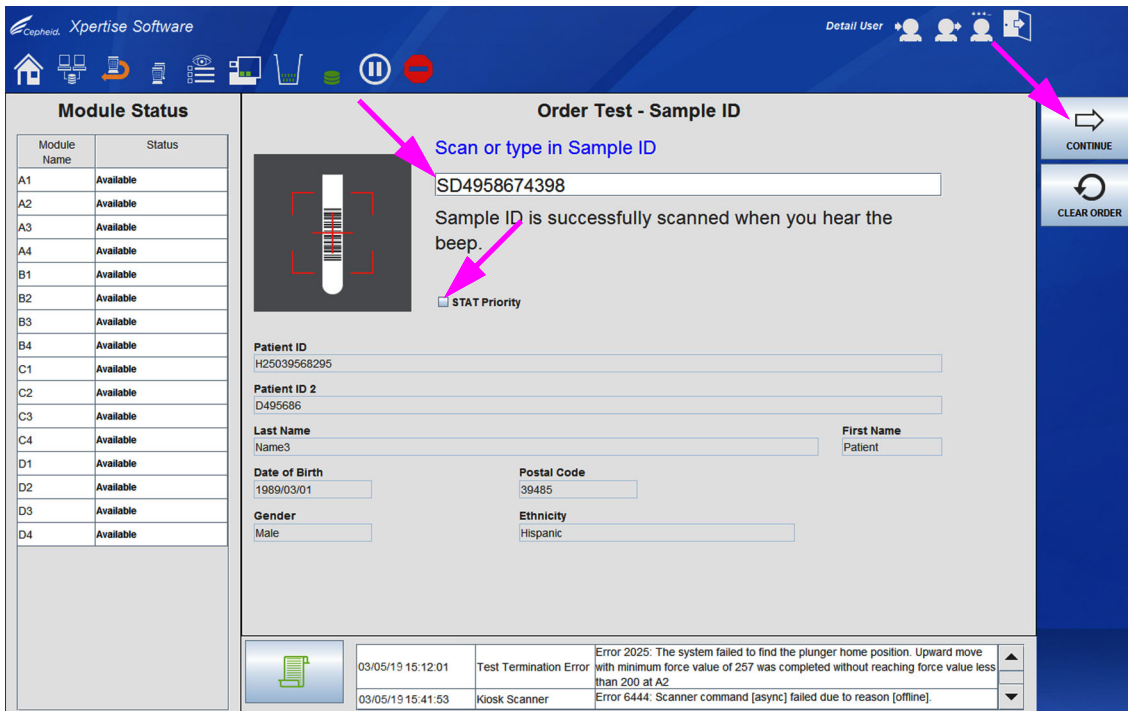 Cepheid. Xpertise Software
Detail User
Module Status
Module Name Status
A1 Available
A2 Available
A3 Available
A4 Available
B1 Available
B2 Available
B3 Available
B4 Available
C1 Available
C2 Available
C3 Available
C4 Available
D1 Available
D2 Available
D3 Available
D4 Available
Order Test - Sample ID
Scan or type in Sample ID
SD4958674398
Sample ID is successfully scanned when you hear the
beep.
STAT Priority
Patient ID
H25039568295
Patient ID 2
D495686
Last Name First Name
Name3 Patient
Date of Birth Postal Code
1989/03/01 39485
Gender Ethnicity
Male Hispanic
CONTINUE
CLEAR ORDER
03/05/19 15:12:01 Test Termination Error Error 2025: The system failed to find the plunger home position. Upward move
with minimum force value of 257 was completed without reaching force value less
than 200 at A2
03/05/19 15:41:53 Kiosk Scanner Error 6444: Scanner command [async] failed due to reason [offline].